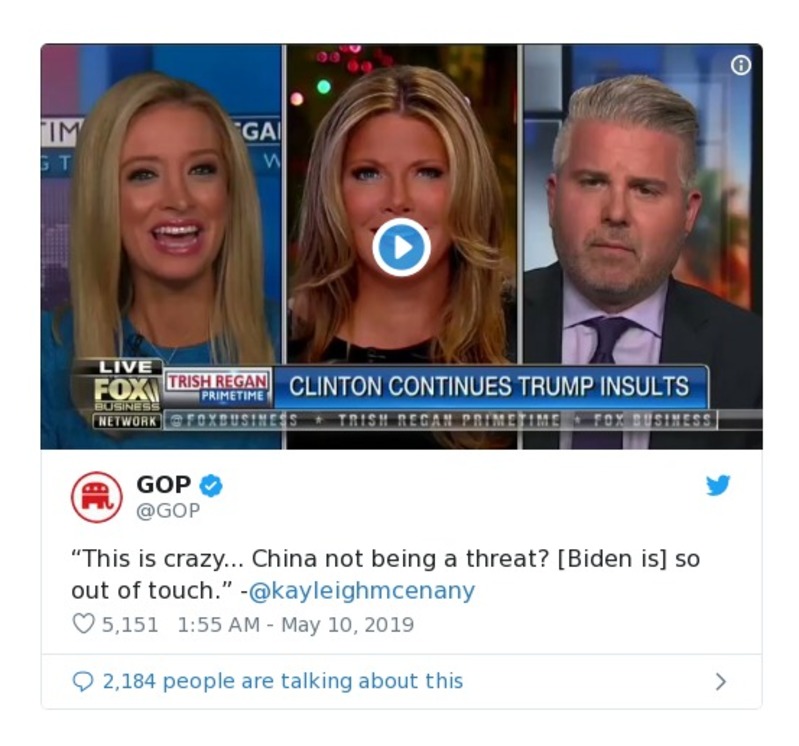 TIM
EGAI
G T
W
LIVE
FOX
BUSINESS
NETWORK
TRISH REGAN
PRIMETIME
CLINTON CONTINUES TRUMP INSULTS
@FOXBUSINESS * TRISH REGAN PRIMETIME * FOX BUSINESS
GOP
@GOP
“This is crazy... China not being a threat? [Biden is] so
out of touch.” -@kayleighmcenany
5,151 1:55 AM - May 10, 2019
2,184 people are talking about this